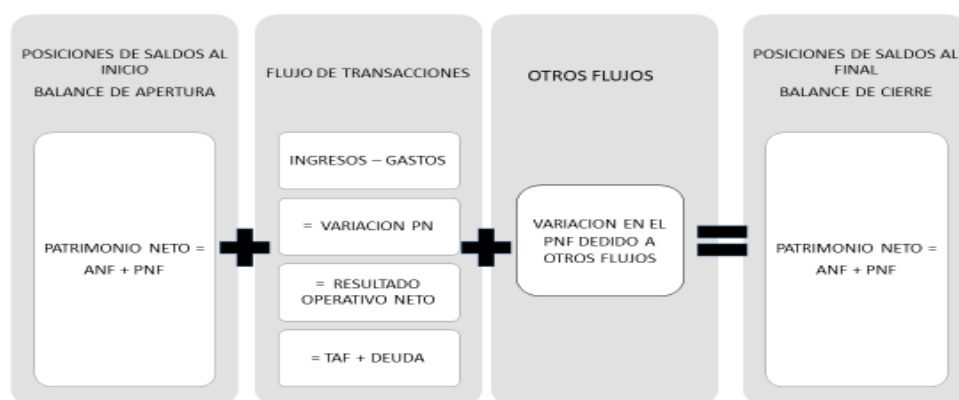 POSICIONES DE SALDOS AL
INICIO
BALANCE DE APERTURA
PATRIMONIO NETO =
ANF + PNF
FLUJO DE TRANSACCIONES
INGRESOS – GASTOS
= VARIACION PN
= RESULTADO
OPERATIVO NETO
= TAF + DEUDA
OTROS FLUJOS
VARIACION EN EL
PNF DEDIDO A
OTROS FLUJOS
POSICIONES DE SALDOS AL
FINAL
BALANCE DE CIERRE
PATRIMONIO NETO =
ANF + PNF